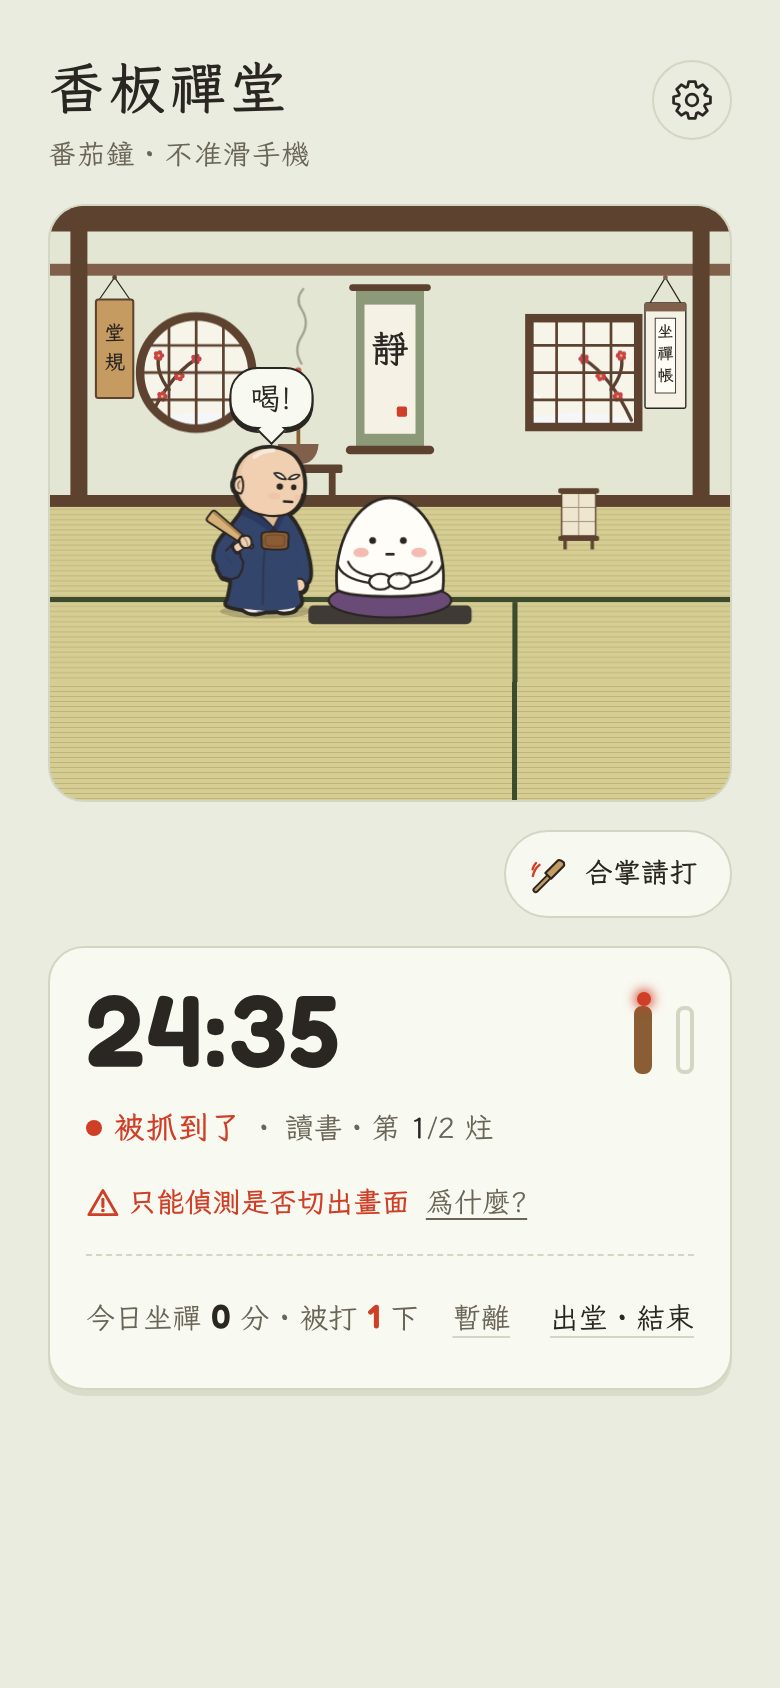 香板禪堂
番茄鐘・不准滑手機
堂規
喝!
靜
坐禪帳
合掌請打
24:35
被抓到了・讀書・第 1/2 炷
只能偵測是否切出畫面 為什麼?
今日坐禪 0 分・被打 1 下 暫離 出堂・結束